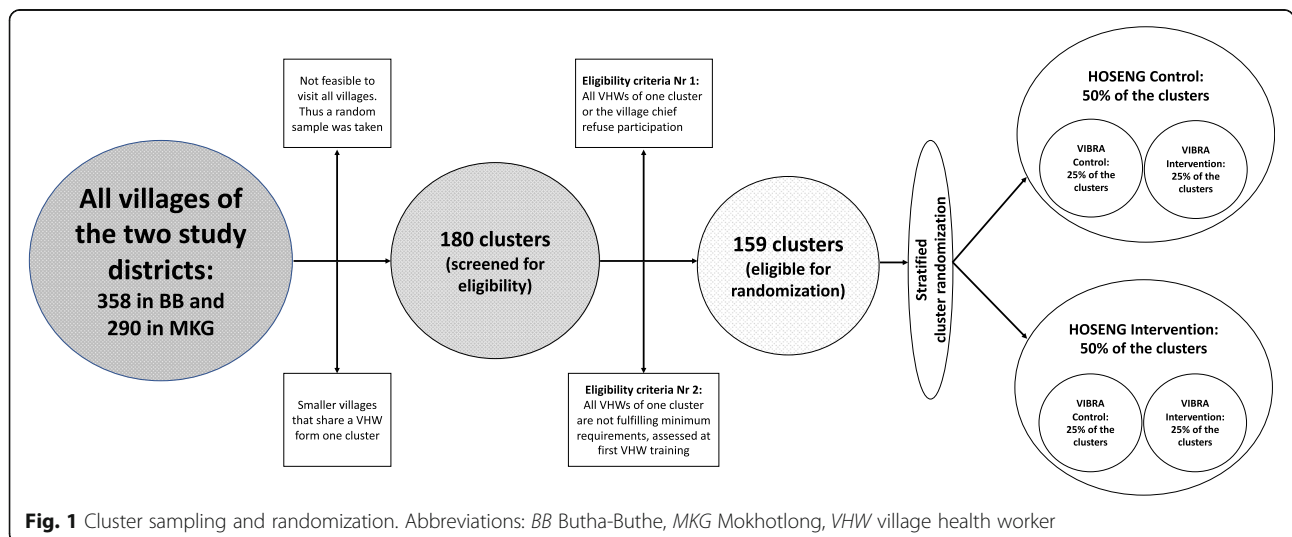 All villages of
the two study
districts:
358 in BB and
290 in MKG
Not feasible to
visit all villages.
Thus a random
sample was taken
Smaller villages
that share a VHW
form one cluster
180 clusters
(screened for
eligibility)
Eligibility criteria Nr 1:
All VHWs of one cluster
or the village chief
refuse participation
Eligibility criteria Nr 2:
All VHWs of one cluster
are not fulfilling minimum
requirements, assessed at
first VHW training
159 clusters
(eligible for
randomization)
Stratified
cluster randomization
HOSENG Control:
50% of the clusters
VIBRA
Control:
25% of the
clusters
VIBRA
Intervention:
25% of the
clusters
HOSENG Intervention:
50% of the clusters
VIBRA
Control:
25% of the
clusters
VIBRA
Intervention:
25% of the
clusters
Fig. 1 Cluster sampling and randomization. Abbreviations: BB Butha-Buthe, MKG Mokhotlong, VHW village health worker